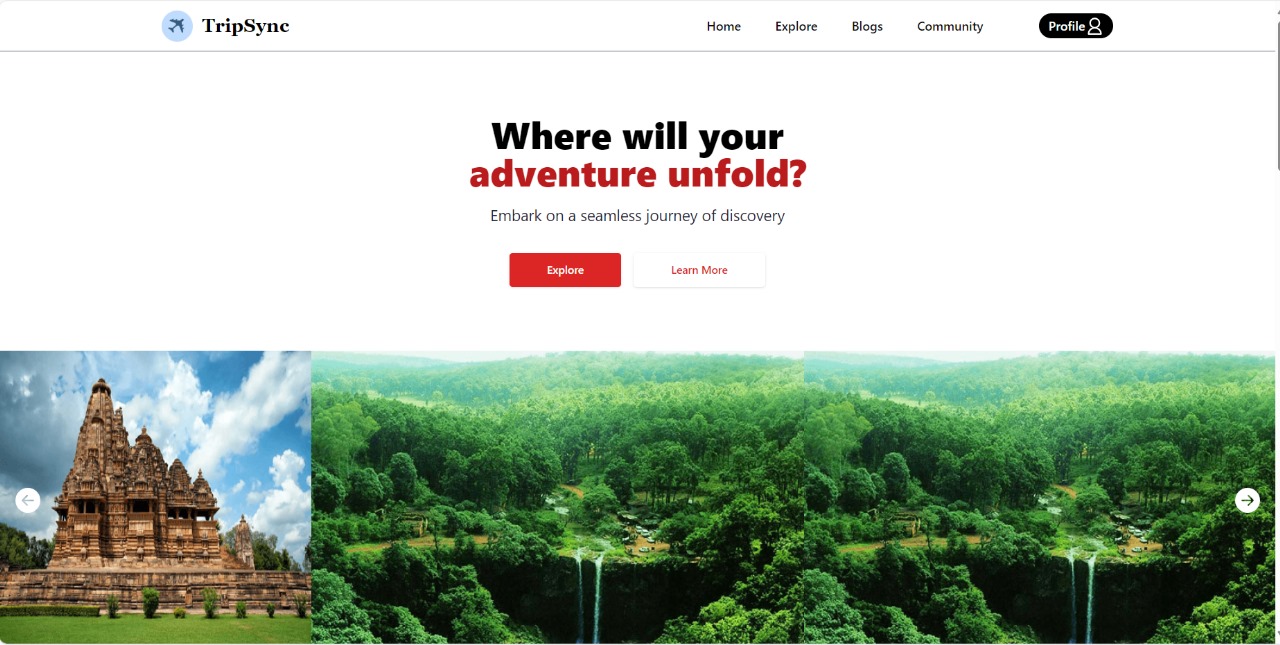 TripSync
Home
Explore
Blogs
Community
Profile
Where will your
adventure unfold?
Embark on a seamless journey of discovery
Explore
Learn More